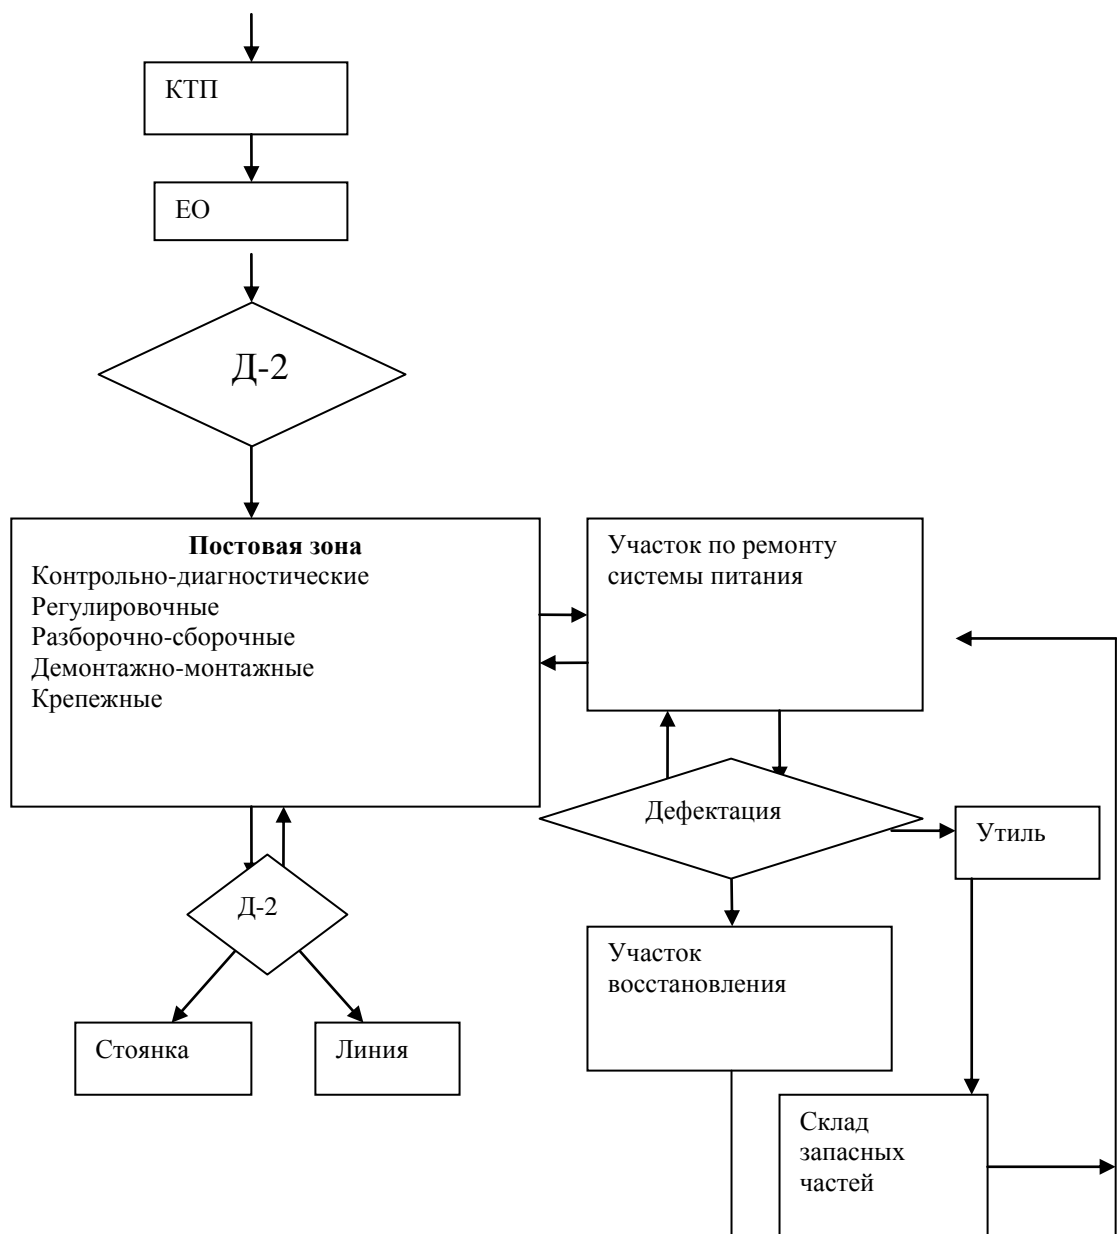 КТП
ЕО
Д-2
Постовая зона
Контрольно-диагностические
Регулировочные
Разборочно-сборочные
Демонтажно-монтажные
Крепежные
Участок по ремонту
системы питания
Дефектация
Утиль
Д-2
Участок
восстановления
Стоянка
Линия
Склад
запасных
частей